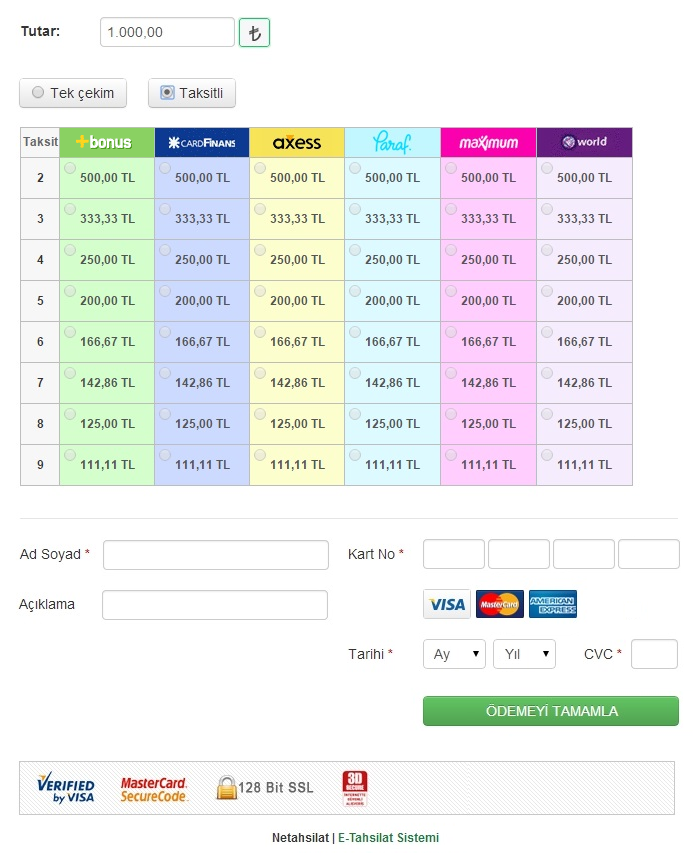 Tutar: 1.000,00 ₺
Tek çekim Taksitli
Taksit +bonus CARDFINANS axess Paraf. maximum world
2 500,00 TL 500,00 TL 500,00 TL 500,00 TL 500,00 TL 500,00 TL
3 333,33 TL 333,33 TL 333,33 TL 333,33 TL 333,33 TL 333,33 TL
4 250,00 TL 250,00 TL 250,00 TL 250,00 TL 250,00 TL 250,00 TL
5 200,00 TL 200,00 TL 200,00 TL 200,00 TL 200,00 TL 200,00 TL
6 166,67 TL 166,67 TL 166,67 TL 166,67 TL 166,67 TL 166,67 TL
7 142,86 TL 142,86 TL 142,86 TL 142,86 TL 142,86 TL 142,86 TL
8 125,00 TL 125,00 TL 125,00 TL 125,00 TL 125,00 TL 125,00 TL
9 111,11 TL 111,11 TL 111,11 TL 111,11 TL 111,11 TL 111,11 TL
Ad Soyad * Kart No *
Açıklama VISA MasterCard AMERICAN EXPRESS
Tarihi * Ay Yıl CVC *
ÖDEMEYİ TAMAMLA
VERIFIED by VISA
MasterCard. SecureCode.
128 Bit SSL
3D SECURE
Netahsilat | E-Tahsilat Sistemi